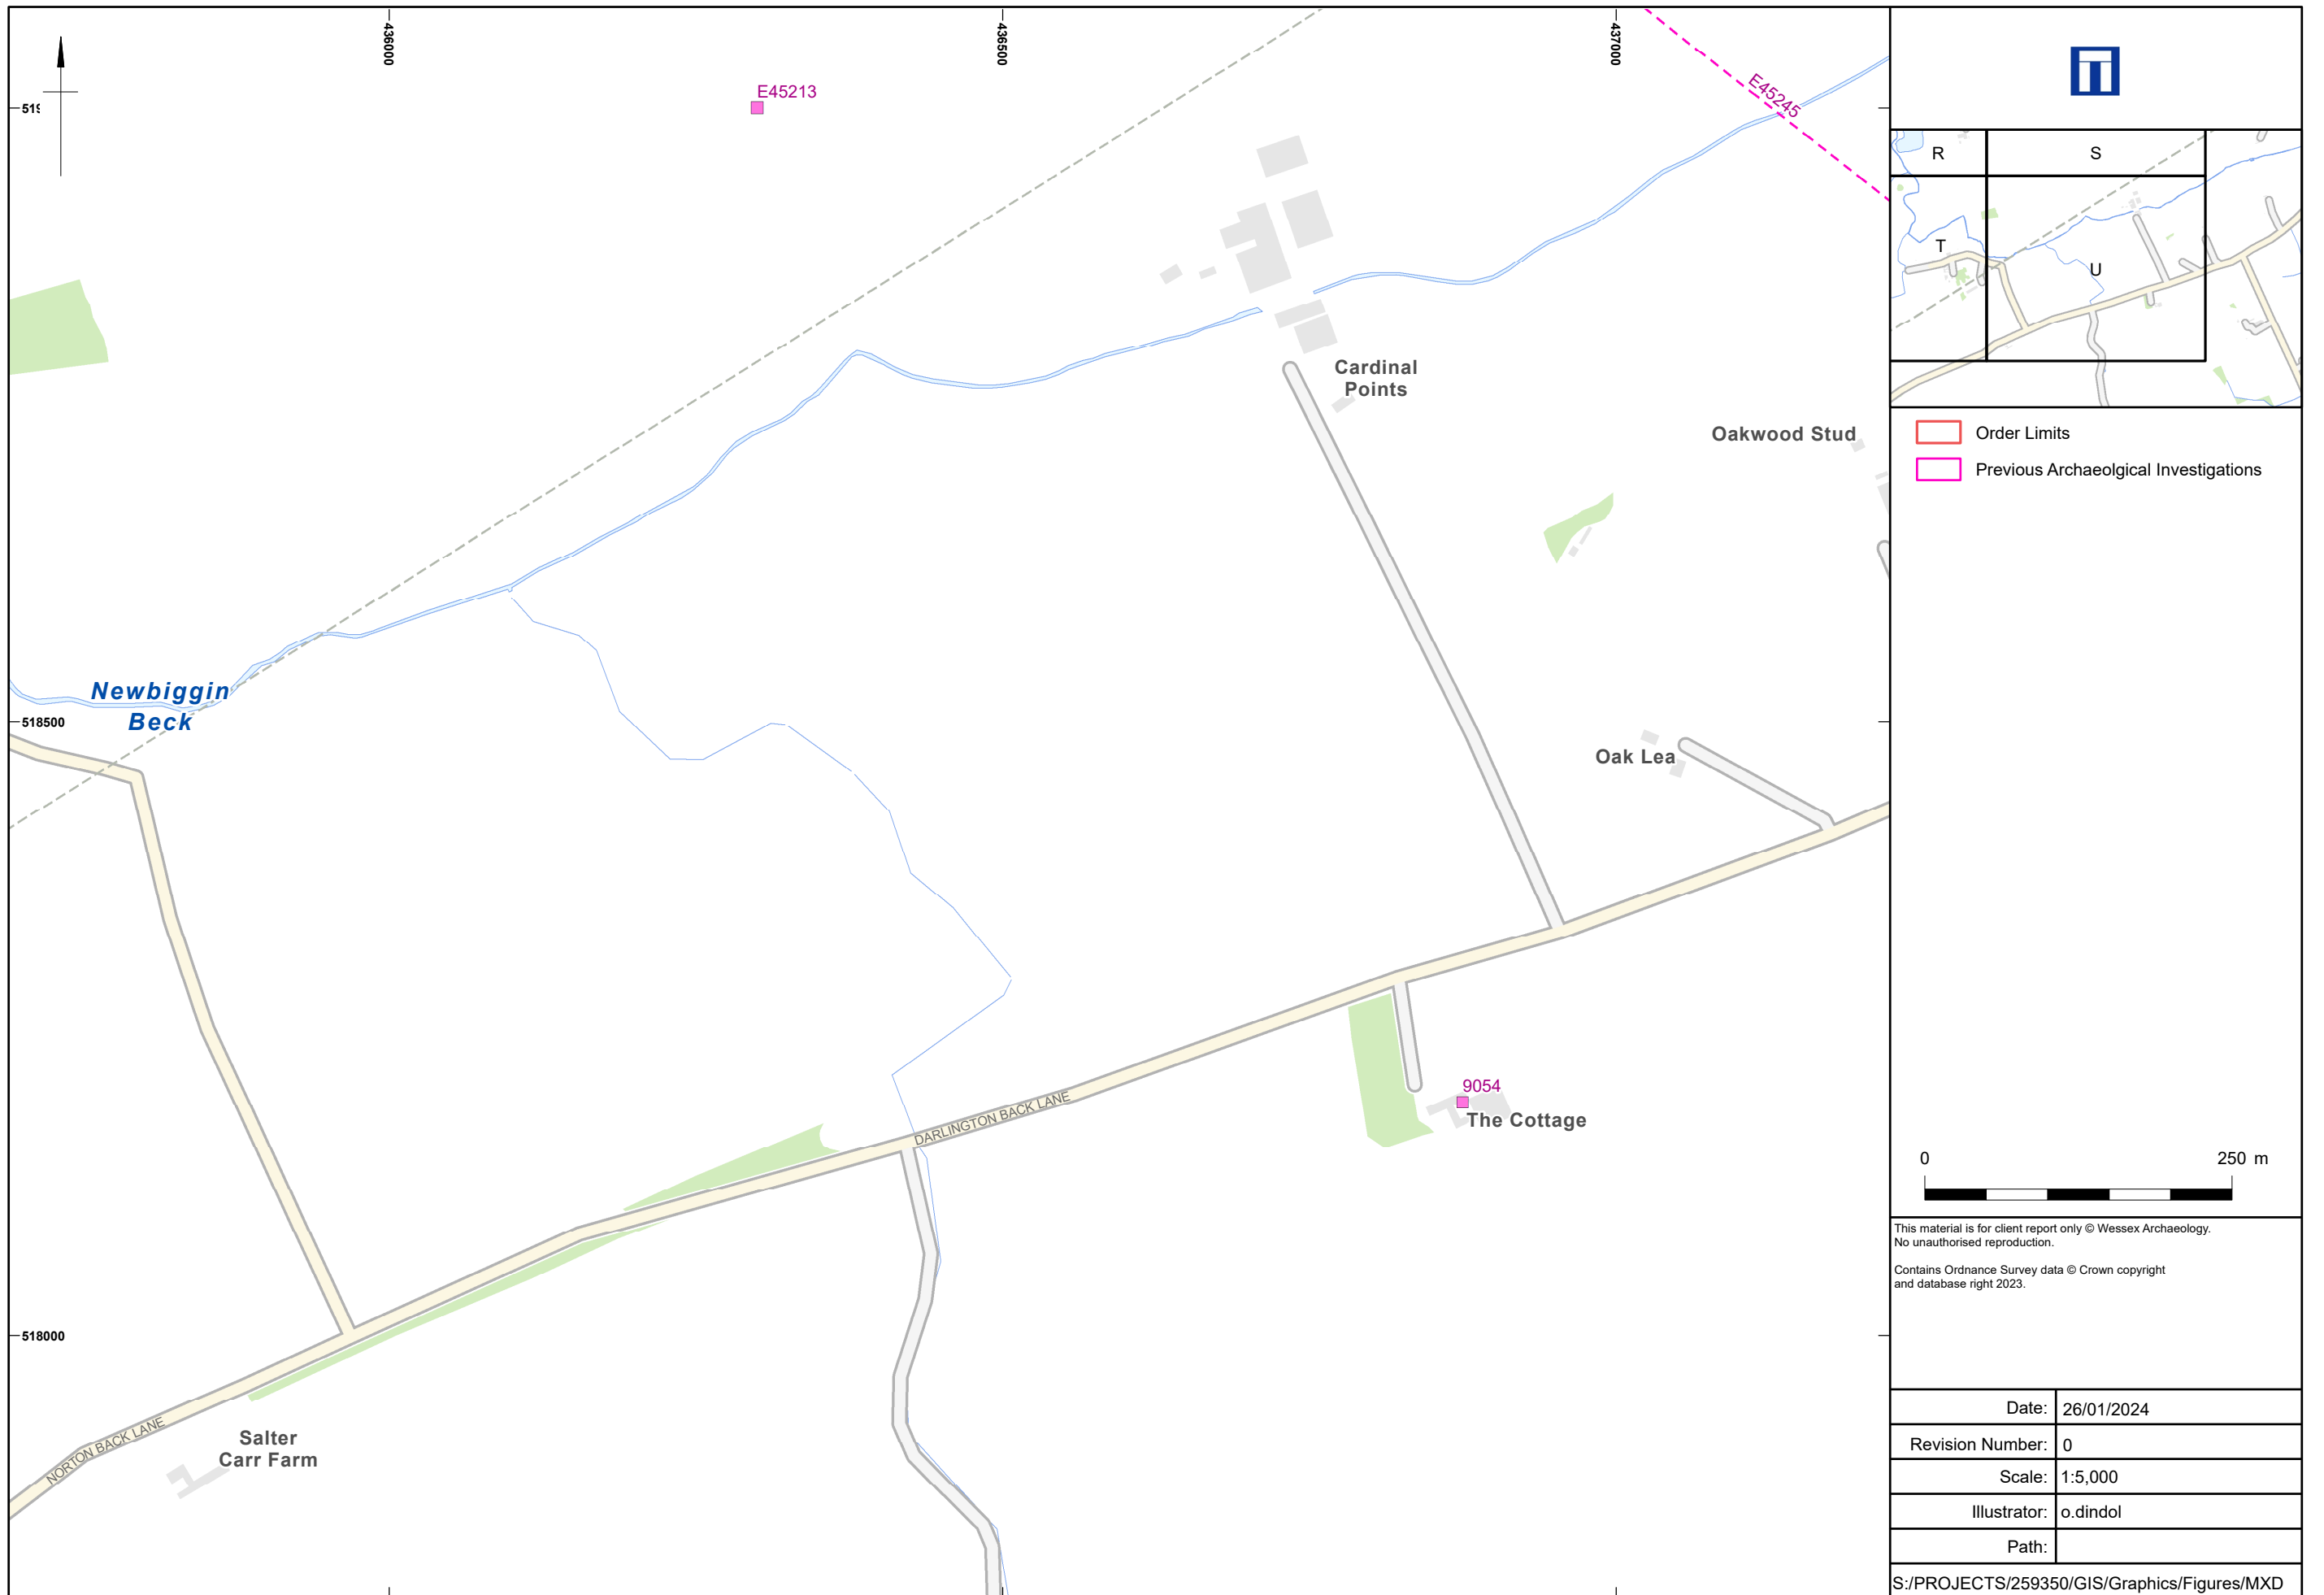 436000
436500
437000
519
E45213
E45245
R
S
T
U
Cardinal
Points
Oakwood Stud
Order Limits
Previous Archaeolgical Investigations
Newbiggin
Beck
518500
Oak Lea
9054
The Cottage
DARLINGTON BACK LANE
0
250 m
This material is for client report only © Wessex Archaeology.
No unauthorised reproduction.
Contains Ordnance Survey data © Crown copyright
and database right 2023.
518000
NORTON BACK LANE
Salter
Carr Farm
Date: 26/01/2024
Revision Number: 0
Scale: 1:5,000
Illustrator: o.dindol
Path:
S:/PROJECTS/259350/GIS/Graphics/Figures/MXD